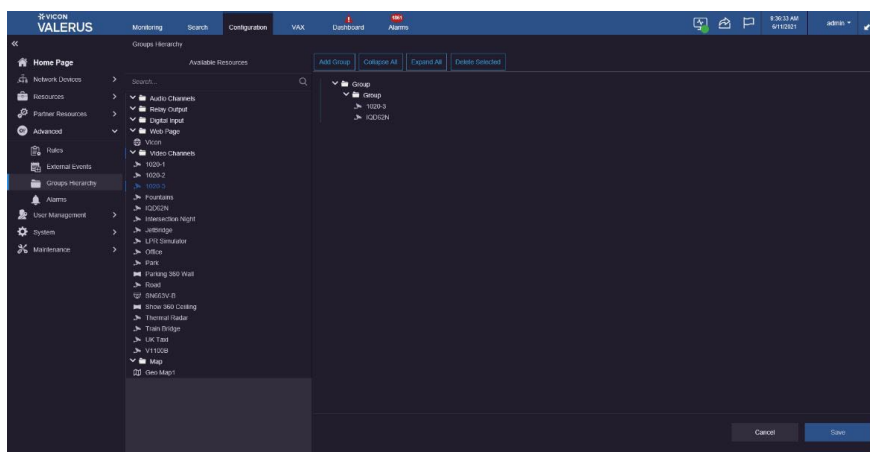 VICON
VALERUS
Monitoring
Search
Configuration
VAX
Dashboard
!
Alarms
1861
9:36:33 AM
6/11/2021
admin
Groups Hierarchy
Home Page
Network Devices
Resources
Partner Resources
Advanced
Rules
External Events
Groups Hierarchy
Alarms
User Management
System
Maintenance
Available Resources
Search...
Audio Channels
Relay Output
Digital Input
Web Page
Vicon
Video Channels
1020-1
1020-2
1020-3
Fountains
IQD62N
Intersection Night
JetBridge
LPR Simulator
Office
Park
Parking 360 Wall
Road
SN663V-B
Show 360 Ceiling
Thermal Radar
Train Bridge
UK Taxi
V1100B
Map
Geo Map1
Add Group
Collapse All
Expand All
Delete Selected
Group
Group
1020-3
IQD62N
Cancel
Save